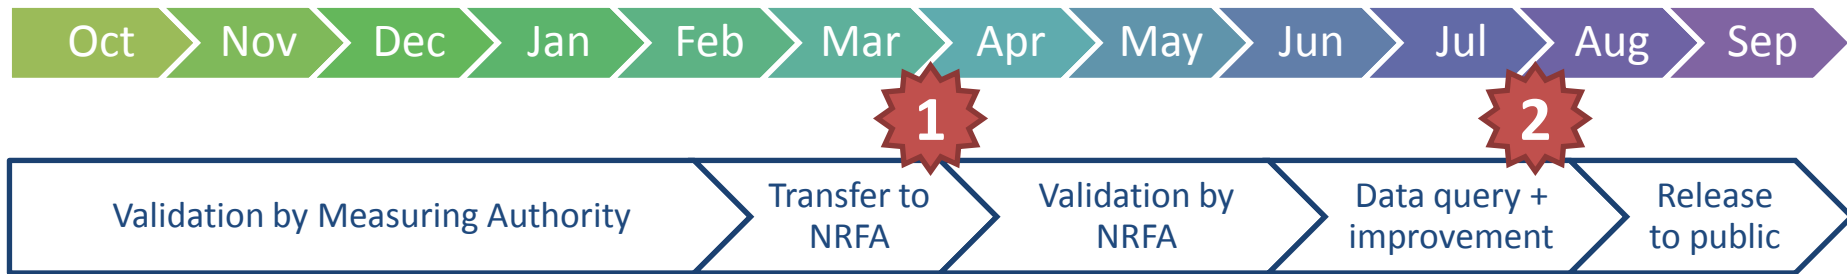 Oct Nov Dec Jan Feb Mar Apr May Jun Jul Aug Sep
1 2
Validation by Measuring Authority
Transfer to
NRFA
Validation by
NRFA
Data query +
improvement
Release
to public